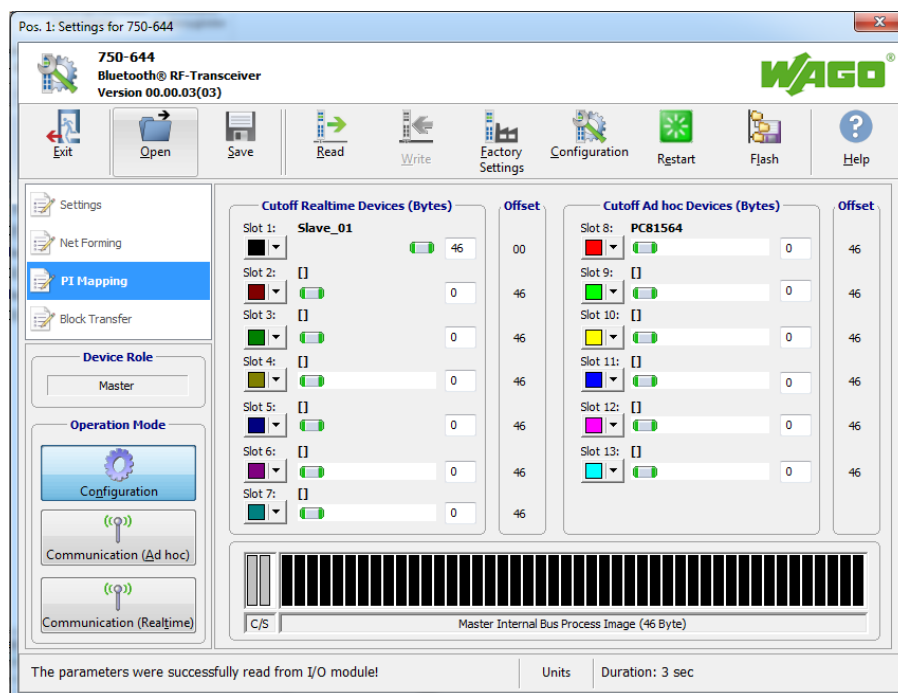 Pos. 1: Settings for 750-644
750-644
Bluetooth® RF-Transceiver
Version 00.00.03(03)
WAGO®
Exit
Open
Save
Read
Write
Factory Settings
Configuration
Restart
Flash
Help
Settings
Net Forming
PI Mapping
Block Transfer
Device Role
Master
Operation Mode
Configuration
Communication (Ad hoc)
Communication (Realtime)
Cutoff Realtime Devices (Bytes) Offset
Slot 1: Slave_01
46 00
Slot 2: []
0 46
Slot 3: []
0 46
Slot 4: []
0 46
Slot 5: []
0 46
Slot 6: []
0 46
Slot 7: []
0 46
Cutoff Ad hoc Devices (Bytes) Offset
Slot 8: PC81564
0 46
Slot 9: []
0 46
Slot 10: []
0 46
Slot 11: []
0 46
Slot 12: []
0 46
Slot 13: []
0 46
C/S Master Internal Bus Process Image (46 Byte)
The parameters were successfully read from I/O module! Units Duration: 3 sec